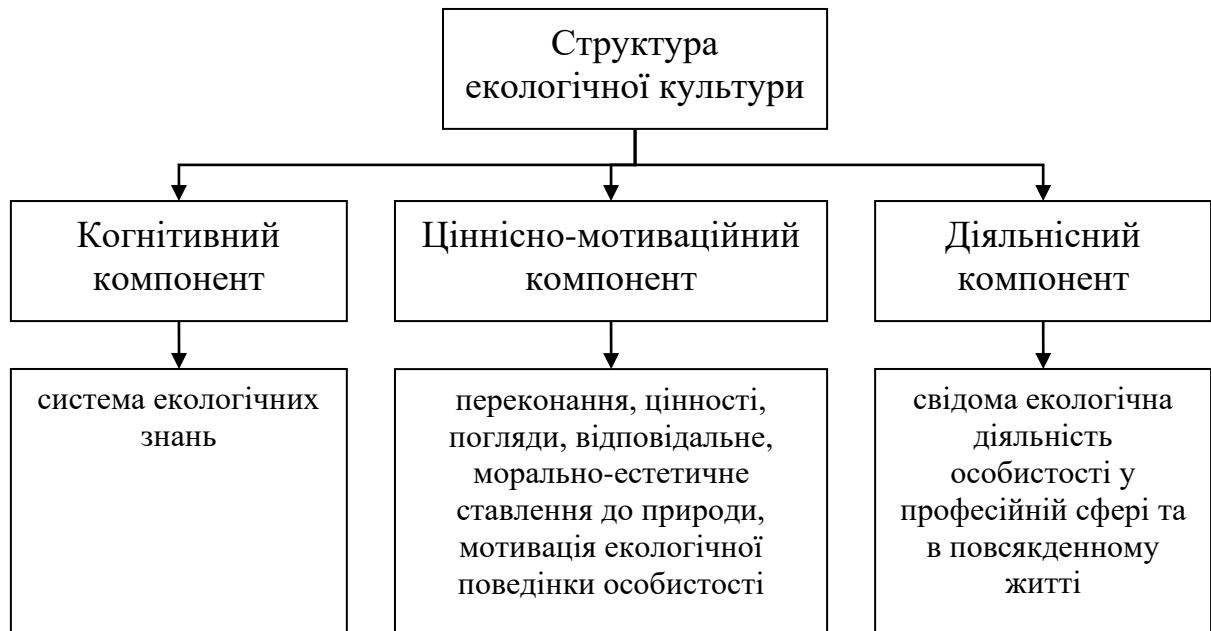 Структура
екологічної культури
Когнітивний
компонент
Ціннісно-мотиваційний
компонент
Діяльнісний
компонент
система екологічних
знань
переконання, цінності,
погляди, відповідальне,
морально-естетичне
ставлення до природи,
мотивація екологічної
поведінки особистості
свідома екологічна
діяльність
особистості у
професійній сфері та
в повсякденному
житті